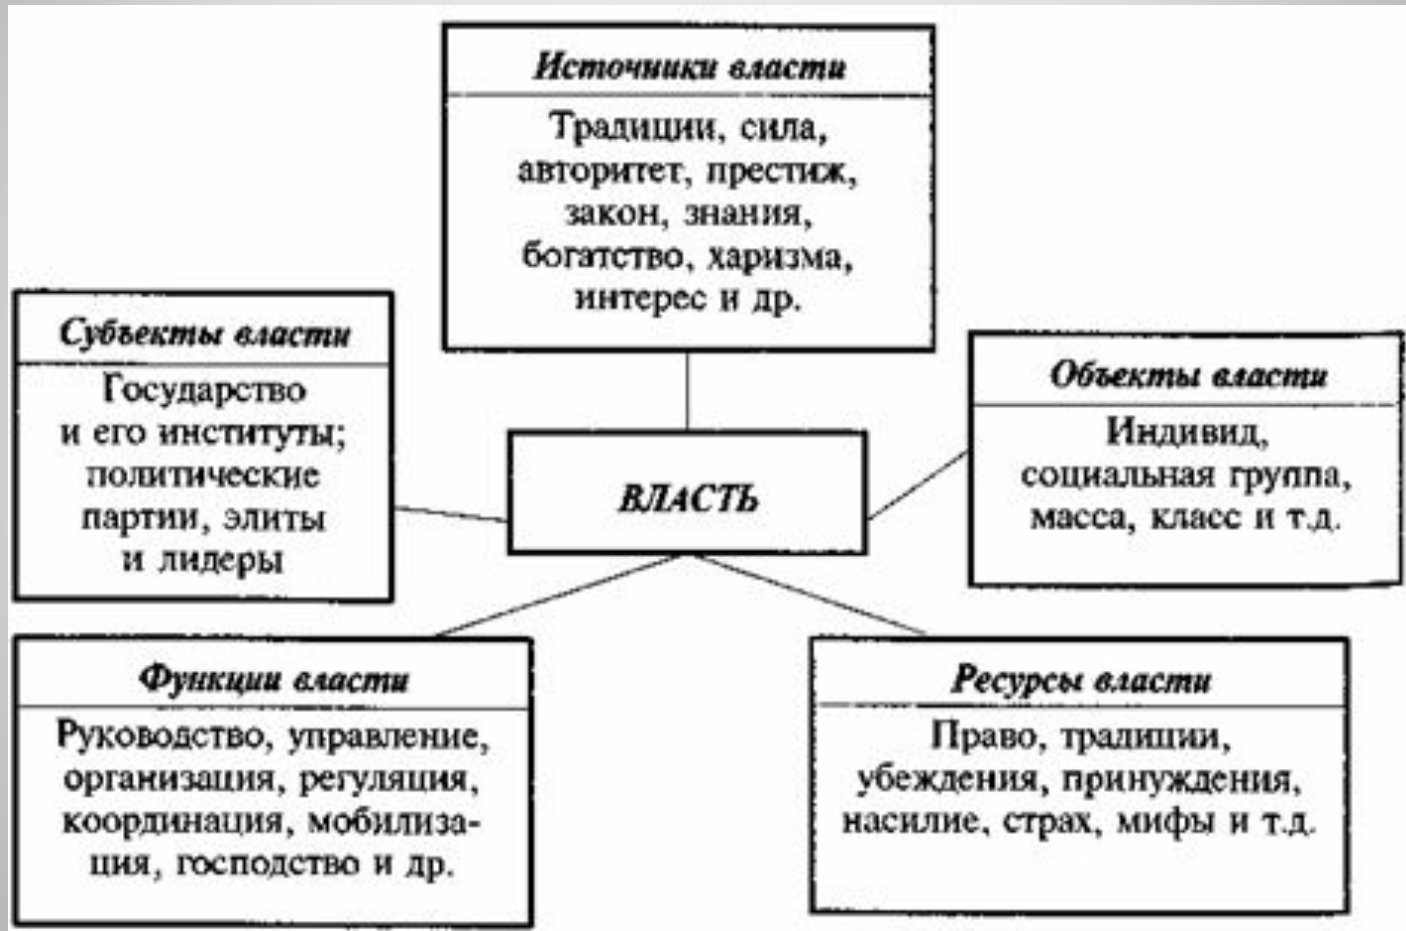 Источники власти
Традиции, сила,
авторитет, престиж,
закон, знания,
богатство, харизма,
интерес и др.
Субъекты власти
Государство
и его институты;
политические
партии, элиты
и лидеры
ВЛАСТЬ
Объекты власти
Индивид,
социальная группа,
масса, класс и т.д.
Функции власти
Руководство, управление,
организация, регуляция,
координация, мобилиза-
ция, господство и др.
Ресурсы власти
Право, традиции,
убеждения, принуждения,
насилие, страх, мифы и т.д.